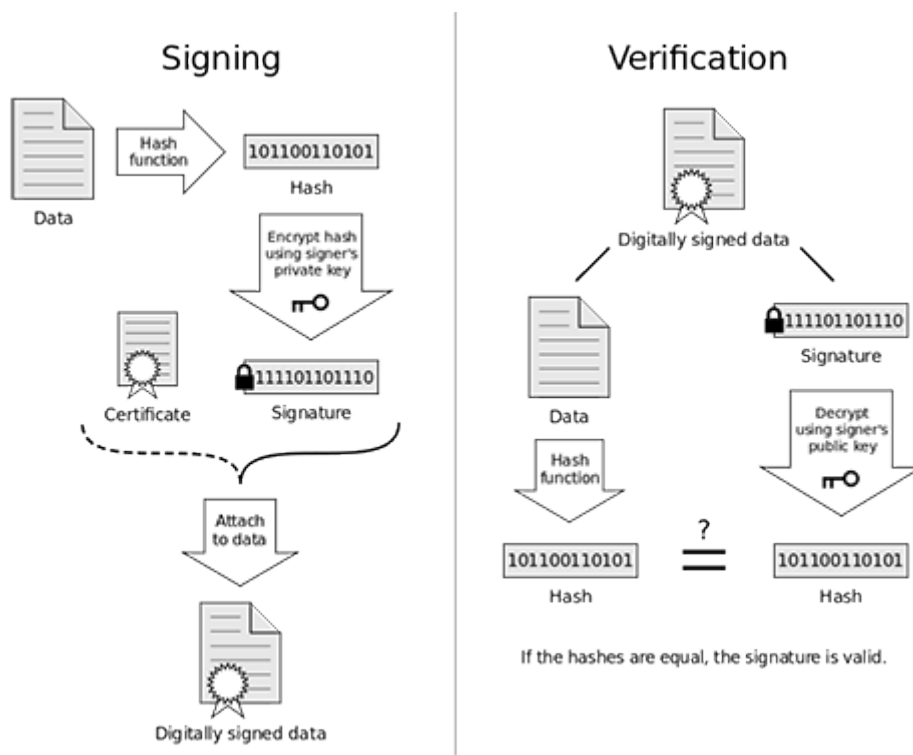 Signing
Data
Hash
function
101100110101
Hash
Encrypt hash
using signer's
private key
Certificate
111101101110
Signature
Attach
to data
Digitally signed data
Verification
Digitally signed data
Data
111101101110
Signature
Hash
function
Decrypt
using signer's
public key
101100110101
Hash
?
=
101100110101
Hash
If the hashes are equal, the signature is valid.